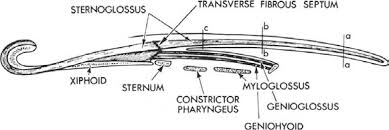 TRANSVERSE FIBROUS SEPTUM
STERNOGLOSSUS
c
b
a
a
b
c
XIPHOID
STERNUM
MYLOGLOSSUS
CONSTRICTOR
PHARYNGEUS
GENIOGLOSSUS
GENIOHYOID